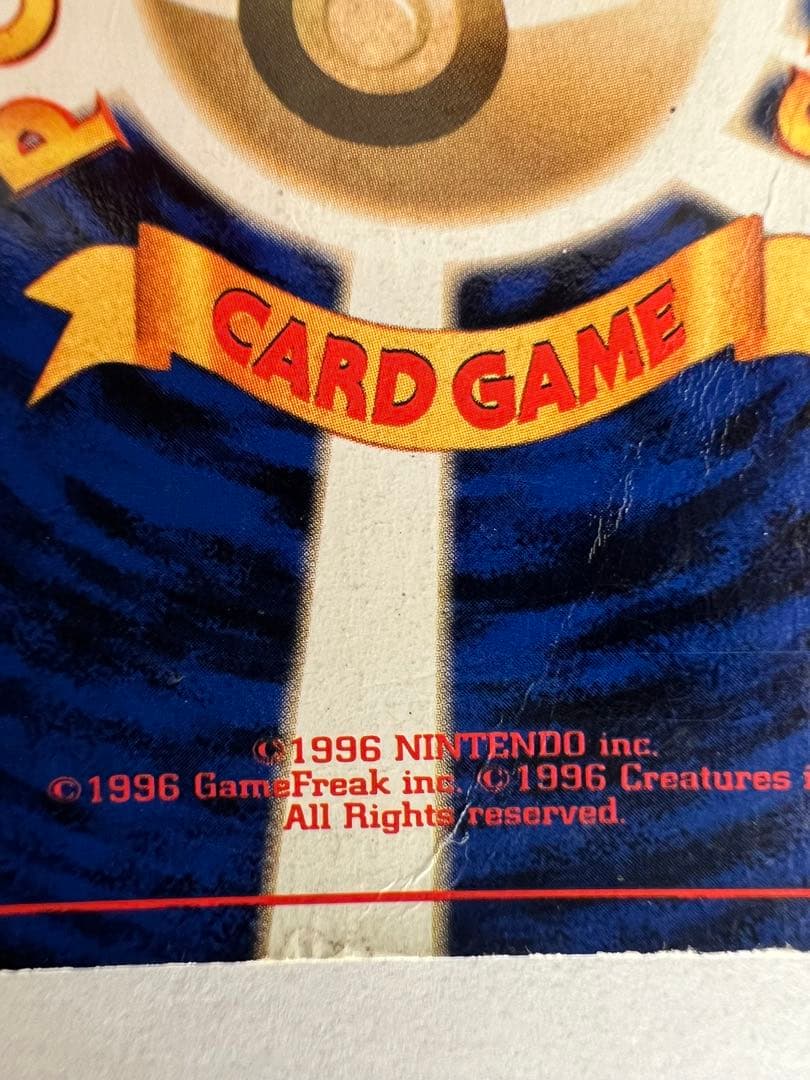 CARD GAME
©1996 NINTENDO inc.
©1996 GameFreak inc. ©1996 Creatures i
All Rights reserved.